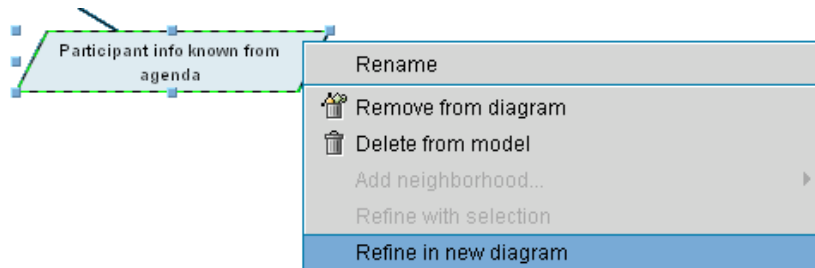 Participant info known from
agenda
Rename
Remove from diagram
Delete from model
Add neighborhood...
Refine with selection
Refine in new diagram